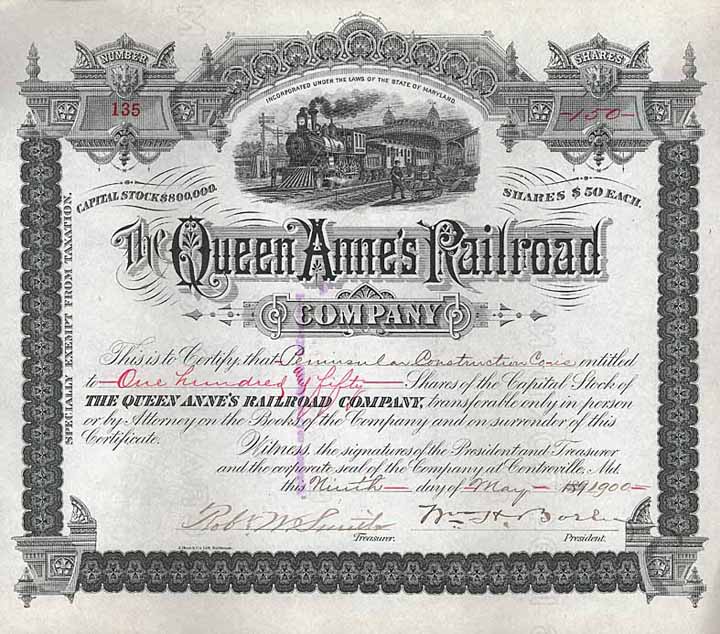 NUMBER
135
SHARES
-150-
INCORPORATED UNDER THE LAWS OF THE STATE OF MARYLAND.
CAPITAL STOCK $800,000.
SHARES $50 EACH.
The Queen Anne's Railroad
COMPANY
SPECIALLY EXEMPT FROM TAXATION.
This is to Certify, that Peninsular Construction Co is entitled
to One hundred & fifty Shares of the Capital Stock of
THE QUEEN ANNE'S RAILROAD COMPANY, transferable only in person
or by Attorney on the Books of the Company and on surrender of this
Certificate.
Witness, the signatures of the President and Treasurer
and the corporate seal of the Company at Centreville, Md.
this Ninth day of May 189 1900
Wm H.
Treasurer.
President.